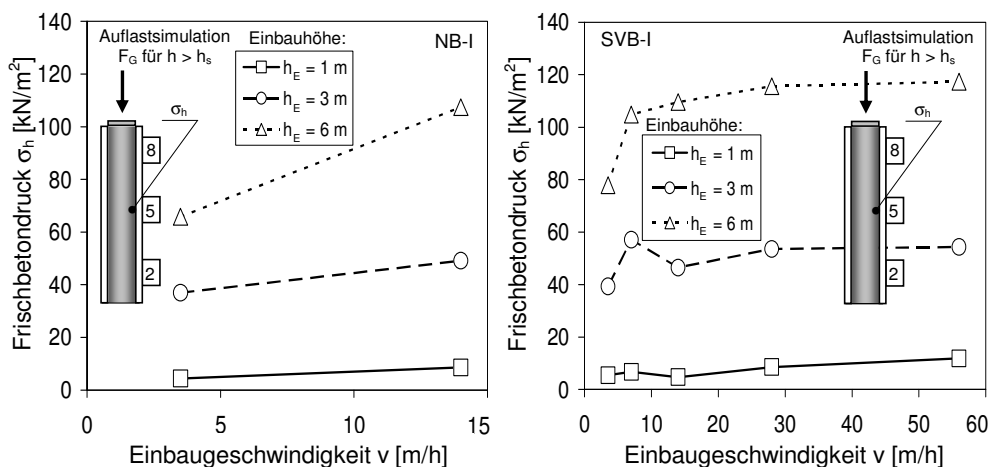 Frischbetondruck σh [kN/m²]
140
120
100
80
60
40
20
0
Auflastsimulation
FG für h > hs
σh
8
5
2
Einbauhöhe:
hE = 1 m
hE = 3 m
hE = 6 m
NB-I
0
5
10
15
Einbaugeschwindigkeit v [m/h]
Frischbetondruck σh [kN/m²]
140
120
100
80
60
40
20
0
SVB-I
Einbauhöhe:
hE = 1 m
hE = 3 m
hE = 6 m
Auflastsimulation
FG für h > hs
σh
8
5
2
0
10
20
30
40
50
60
Einbaugeschwindigkeit v [m/h]